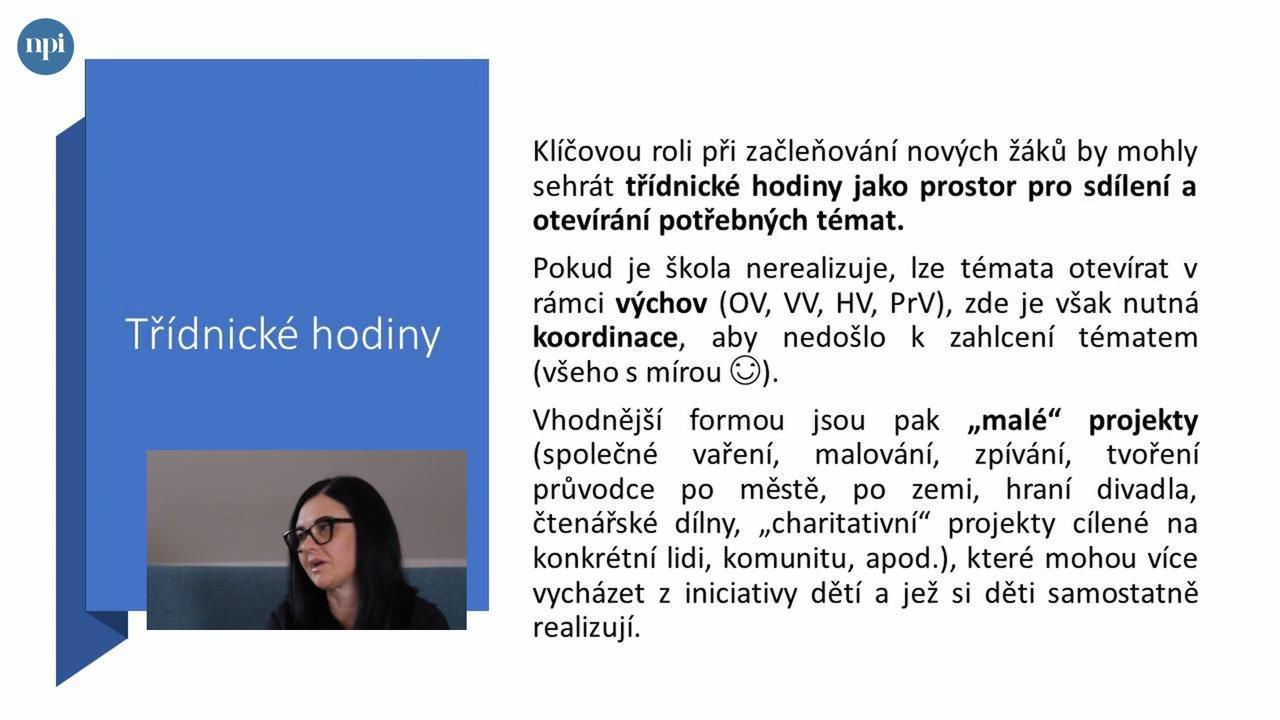 npi
Třídnické hodiny
Klíčovou roli při začleňování nových žáků by mohly
sehrát třídnické hodiny jako prostor pro sdílení a
otevírání potřebných témat.
Pokud je škola nerealizuje, lze témata otevírat v
rámci výchov (OV, VV, HV, PrV), zde je však nutná
koordinace, aby nedošlo k zahlcení tématem
(všeho s mírou ☺).
Vhodnější formou jsou pak „malé“ projekty
(společné vaření, malování, zpívání, tvoření
průvodce po městě, po zemi, hraní divadla,
čtenářské dílny, „charitativní“ projekty cílené na
konkrétní lidi, komunitu, apod.), které mohou více
vycházet z iniciativy dětí a jež si děti samostatně
realizují.